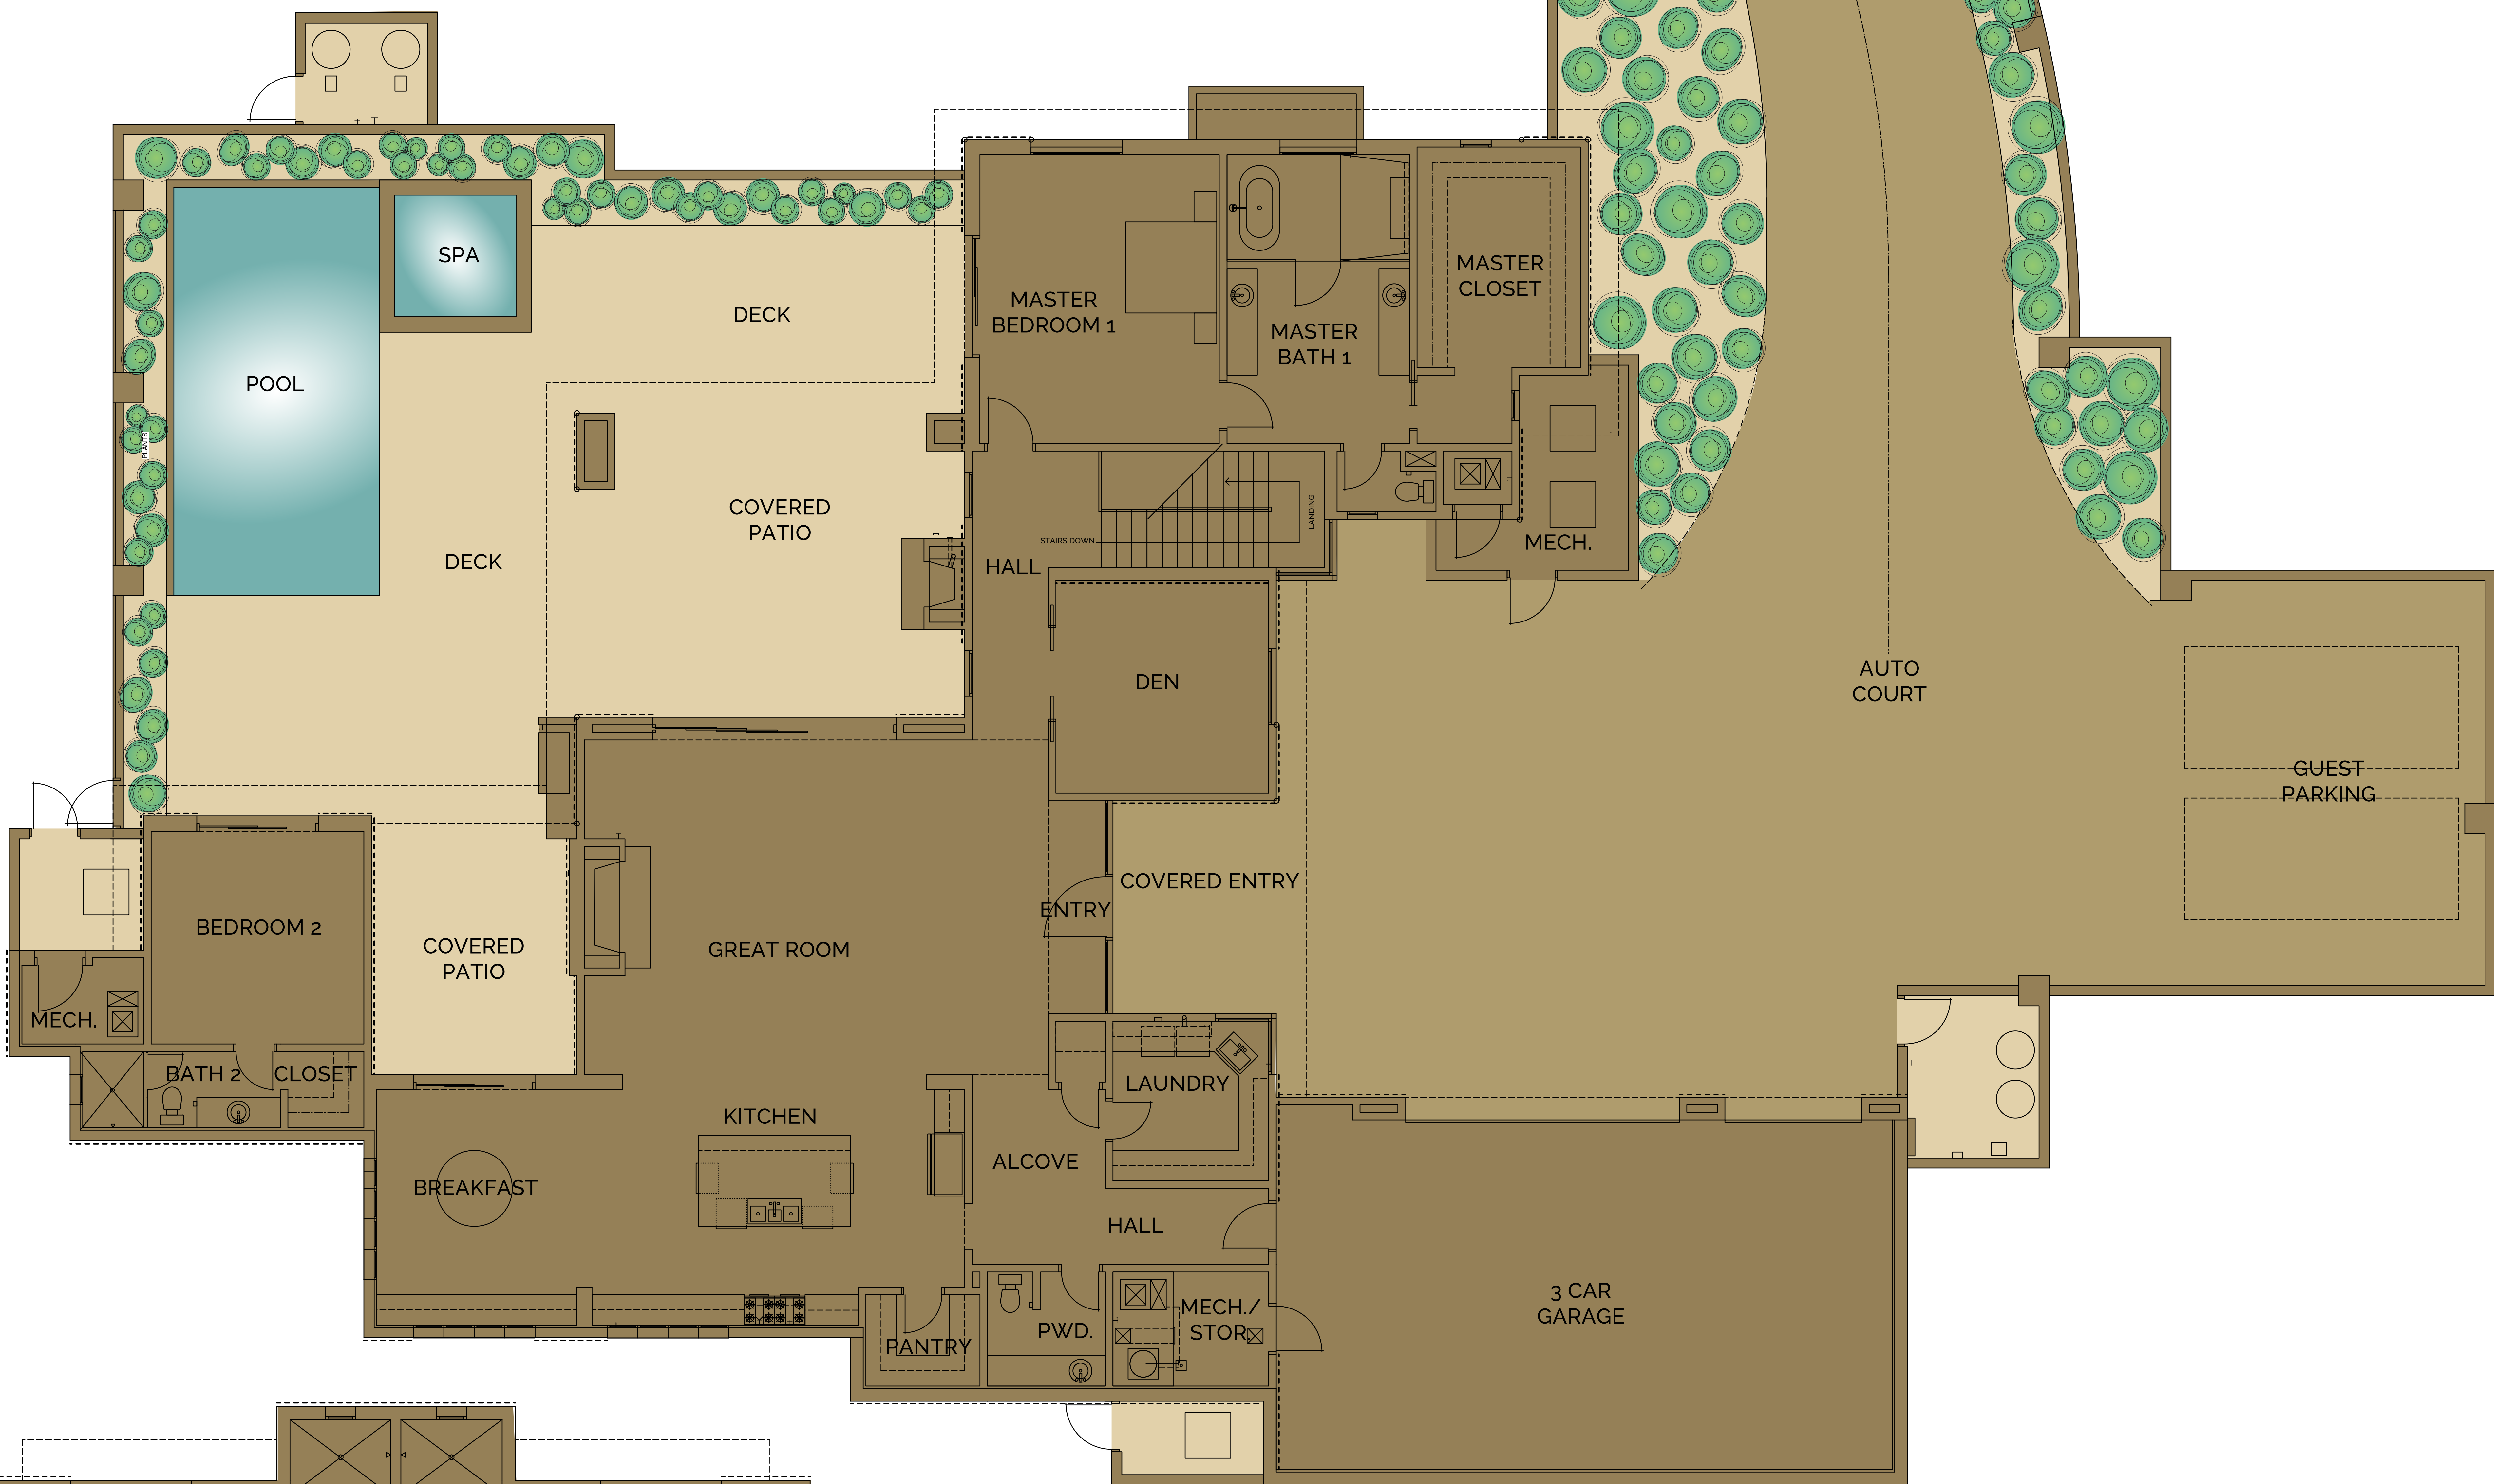 SPA
MASTER
CLOSET
DECK
MASTER
BEDROOM 1
MASTER
BATH 1
POOL
PLANTS
COVERED
PATIO
LANDING
STAIRS DOWN
MECH.
DECK
HALL
DEN
AUTO
COURT
GUEST
PARKING
COVERED ENTRY
ENTRY
BEDROOM 2
COVERED
PATIO
GREAT ROOM
MECH.
BATH 2
CLOSET
LAUNDRY
KITCHEN
ALCOVE
BREAKFAST
HALL
3 CAR
GARAGE
MECH./
STOR.
PWD.
PANTRY